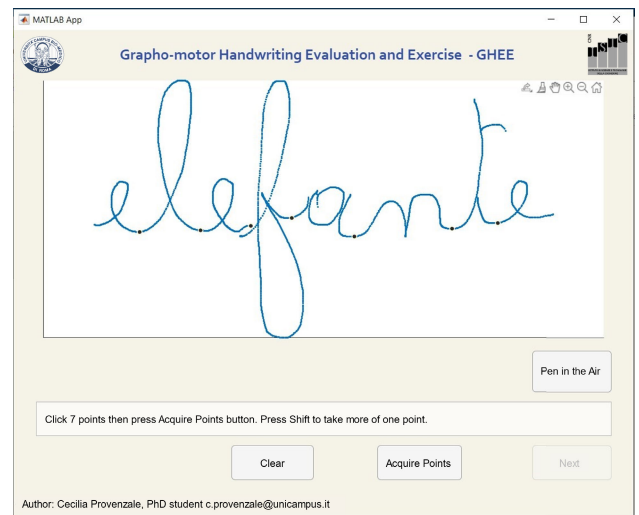 MATLAB App
Grapho-motor Handwriting Evaluation and Exercise - GHEE
elefante
Pen in the Air
Click 7 points then press Acquire Points button. Press Shift to take more of one point.
Clear Acquire Points Next
Author: Cecilia Provenzale, PhD student c.provenzale@unicampus.it